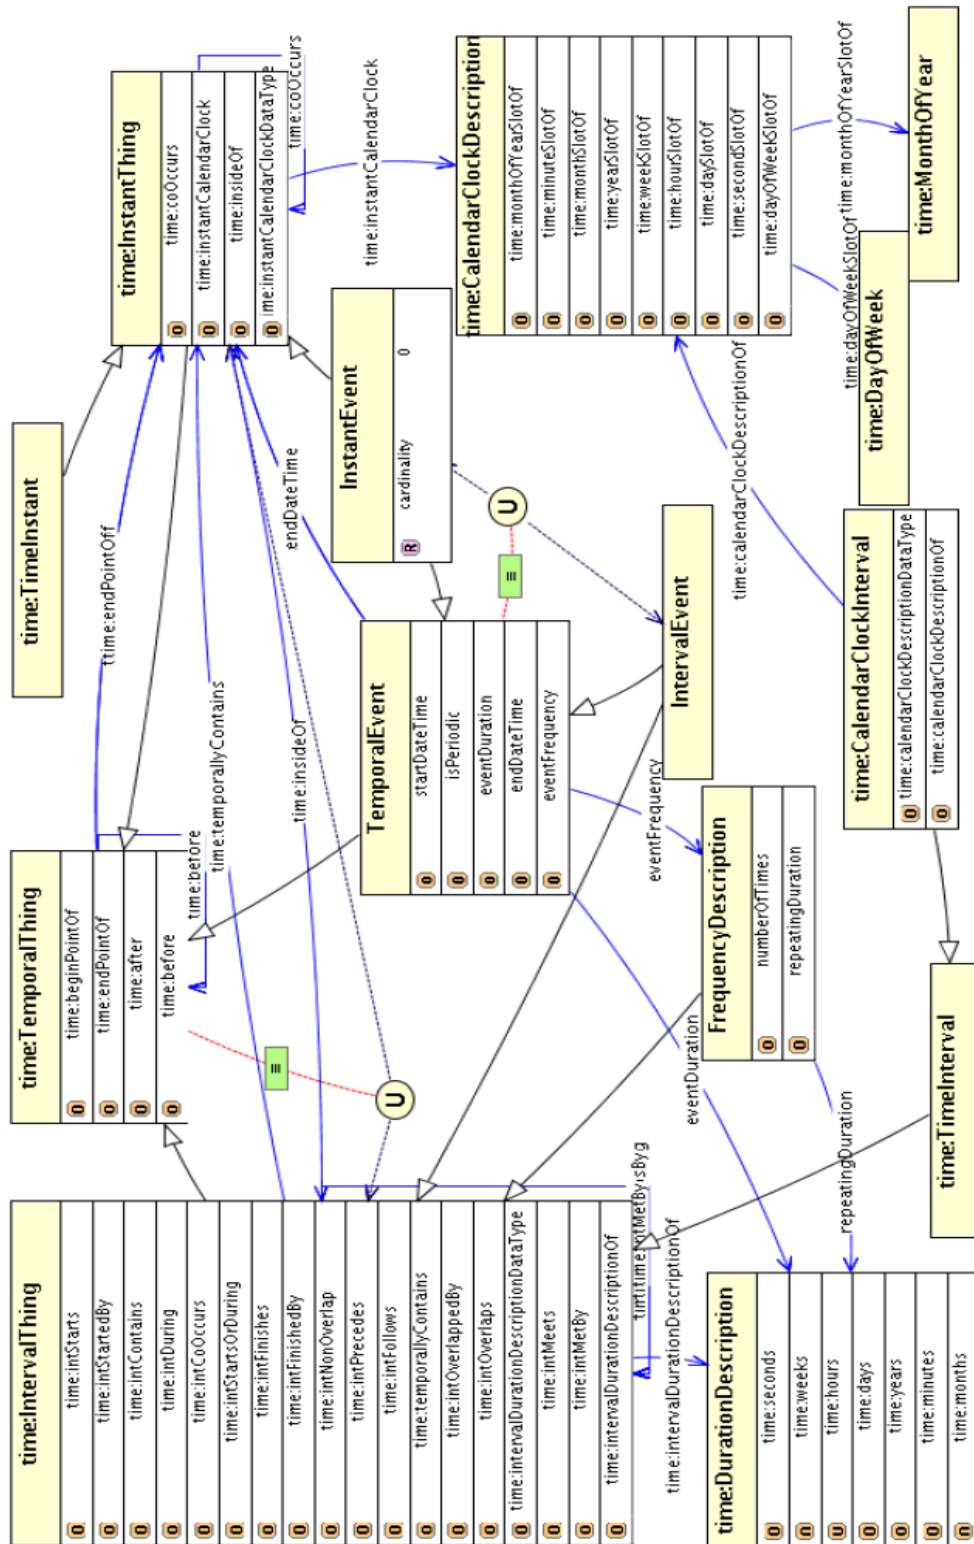 time:IntervalThing
time:intStarts
time:intStartedBy
time:intContains
time:intDuring
time:intCoOccurs
time:intStartsOrDuring
time:intFinishes
time:intFinishedBy
time:intNonOverlap
time:intPrecedes
time:intFollows
time:temporallyContains
time:intOverlappedBy
time:intOverlaps
time:intervalDurationDescriptionDataType
time:intMeets
time:intMetBy
time:intervalDurationDescriptionOf
time:TemporalThing
time:beginPointOf
time:endPointOf
time:after
time:before
time:TimeInstant
time:InstantThing
time:coOccurs
time:instantCalendarClock
time:insideOf
ime:instantCalendarClockDataType
ttime:endPointOff
time:temporallyContains
time:before
time:insideOf
endDateTime
time:coOccurs
time:instantCalendarClock
≡
U
TemporalEvent
startDateTime
isPeriodic
eventDuration
endDateTime
eventFrequency
InstantEvent
R cardinality 0
U
≡
IntervalEvent
eventFrequency
time:CalendarClockDescription
time:monthOfYearSlotOf
time:minuteSlotOf
time:monthSlotOf
time:yearSlotOf
time:weekSlotOf
time:hourSlotOf
time:daySlotOf
time:secondSlotOf
time:dayOfWeekSlotOf
time:calendarClockDescriptionOf
time:dayOfWeekSlotOf
time:monthOfYearSlotOf
time:DayOfWeek
time:MonthOfYear
FrequencyDescription
numberOfTimes
repeatingDuration
eventDuration
repeatingDuration
time:CalendarClockInterval
time:calendarClockDescriptionDataType
time:calendarClockDescriptionOf
time:TimeInterval
time:intervalDurationDescriptionOf
time:DurationDescription
time:seconds
time:weeks
time:hours
time:days
time:years
time:minutes
time:months